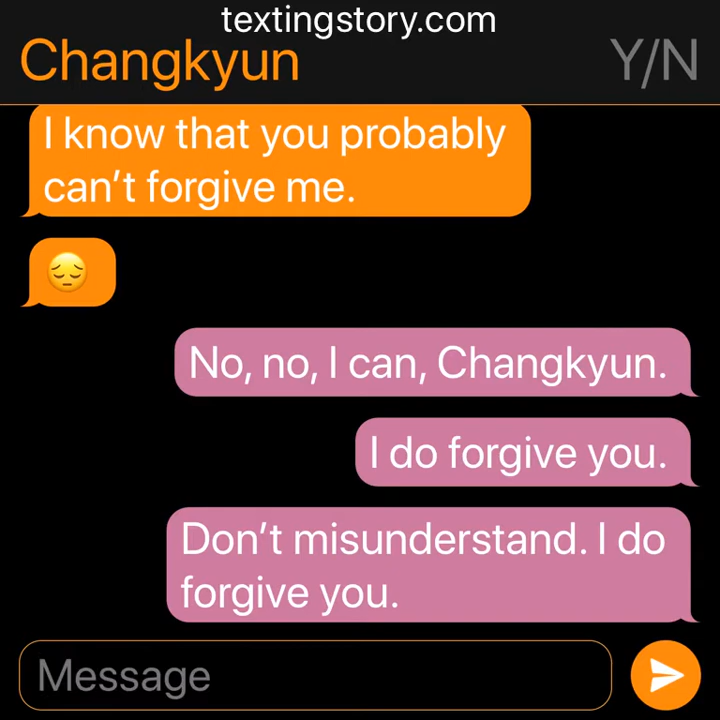 textingstory.com
Changkyun
Y/N
I know that you probably
can’t forgive me.
😔
No, no, I can, Changkyun.
I do forgive you.
Don’t misunderstand. I do
forgive you.
Message